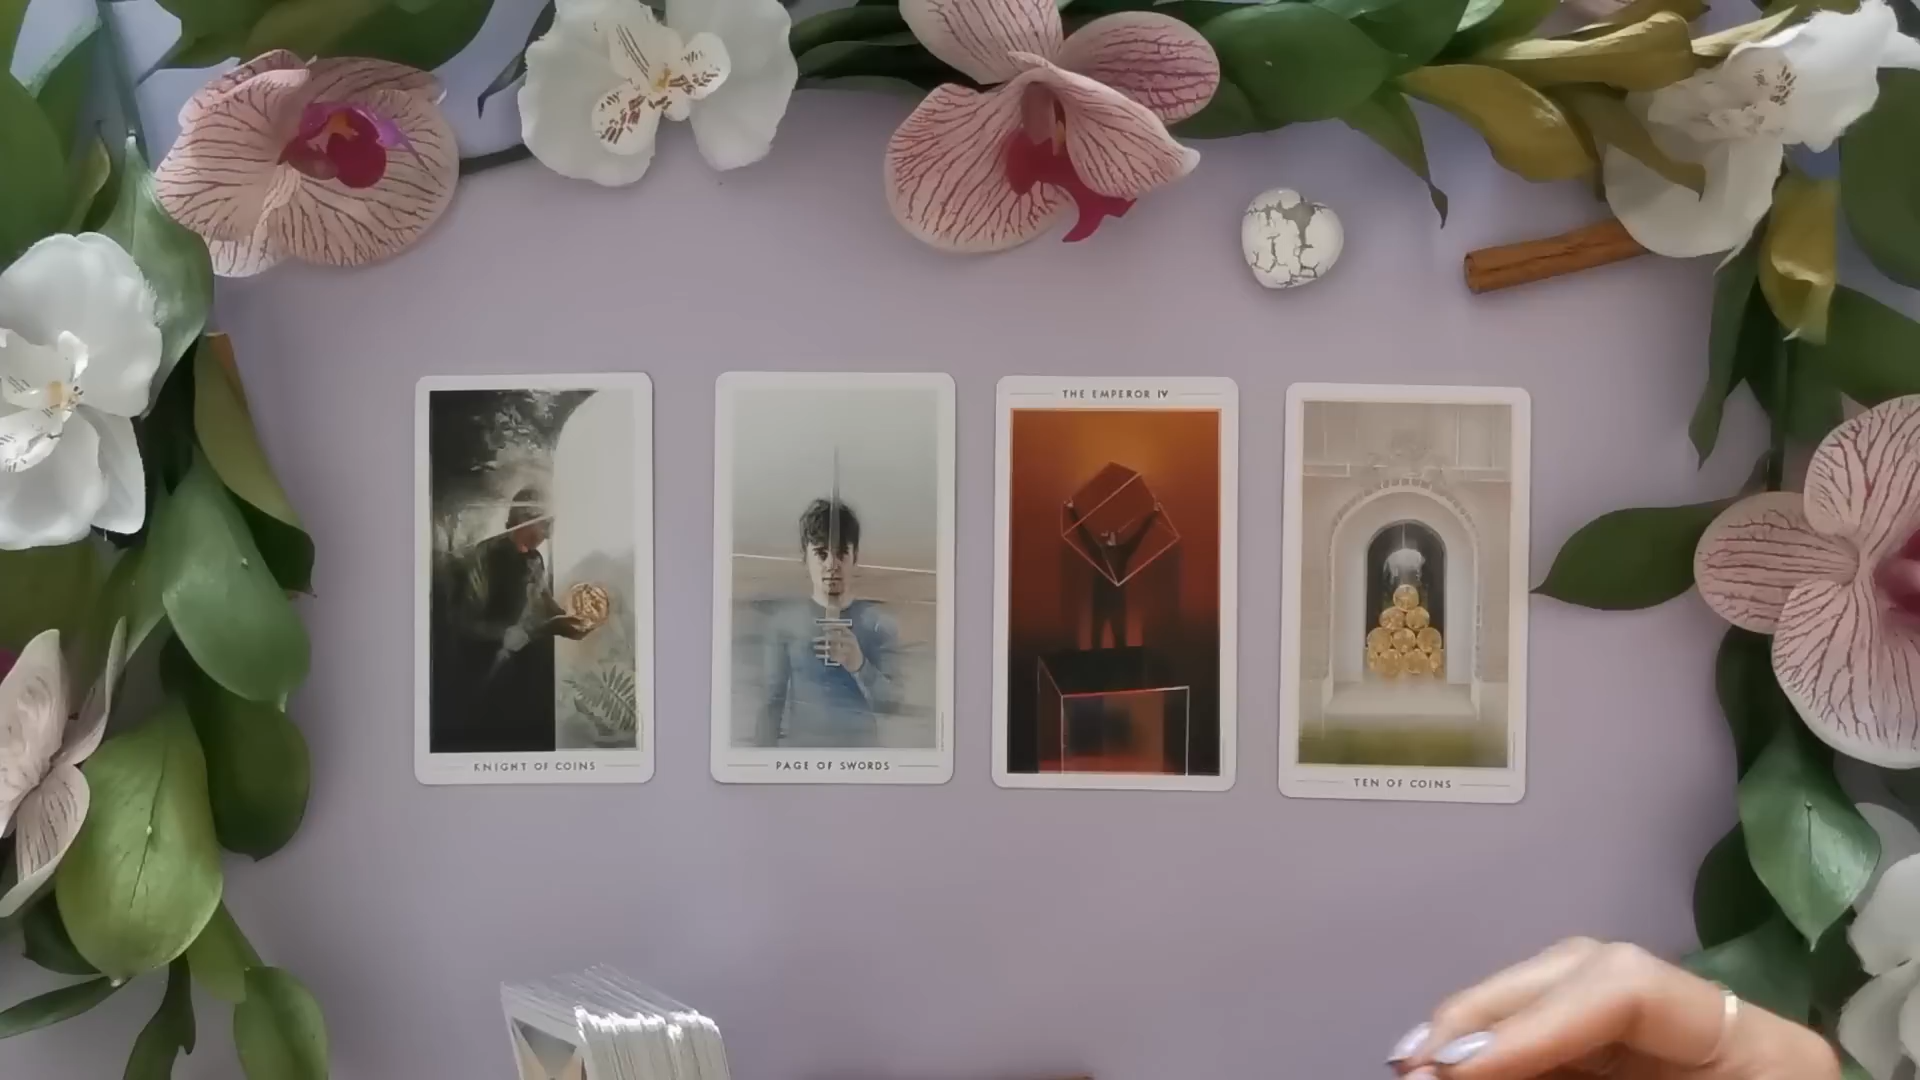 KNIGHT OF COINS
PAGE OF SWORDS
THE EMPEROR IV
TEN OF COINS